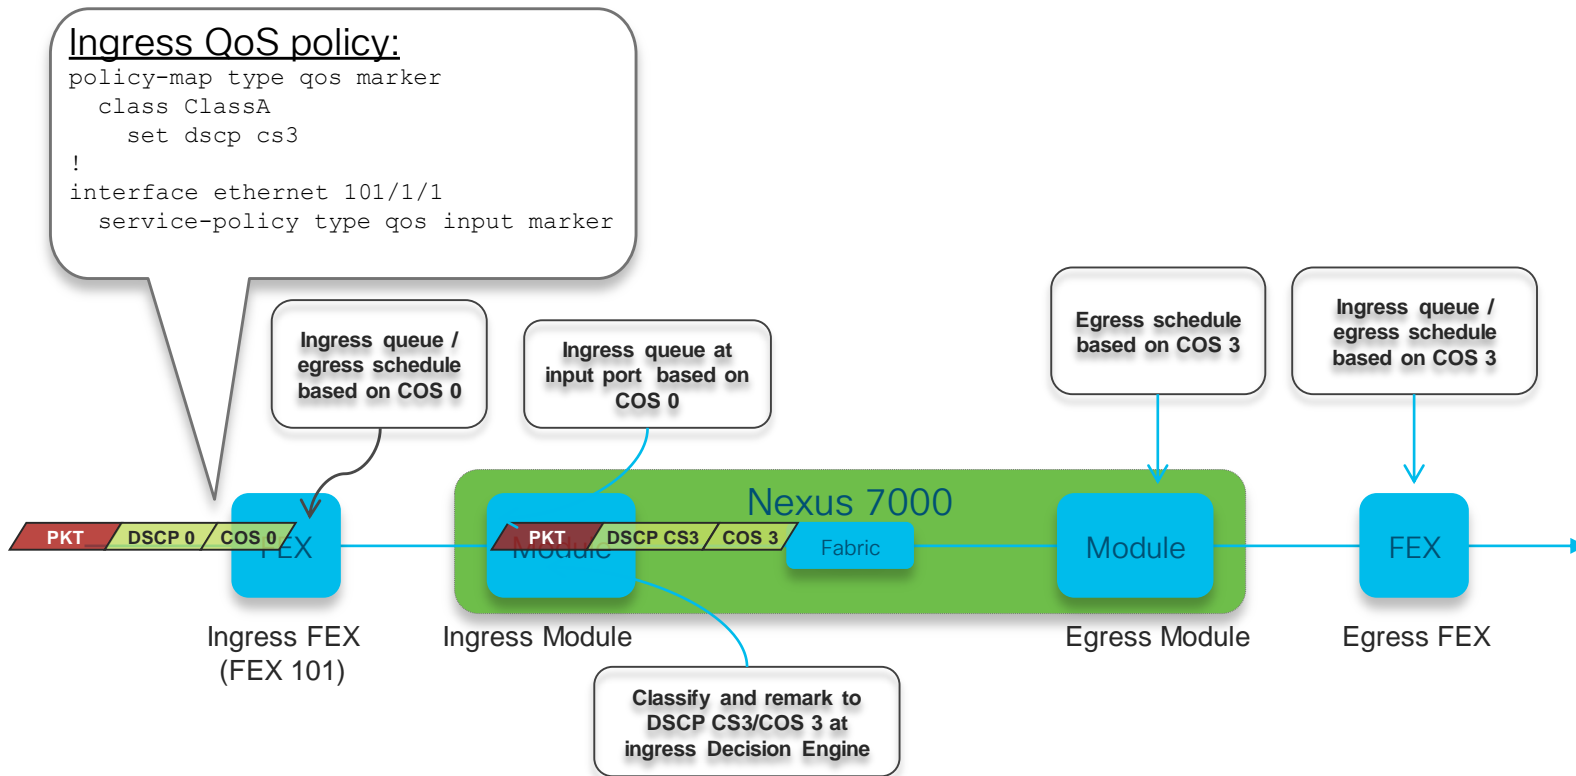 Ingress QoS policy:
policy-map type qos marker
class ClassA
set dscp cs3
!
interface ethernet 101/1/1
service-policy type qos input marker
Ingress queue /
egress schedule
based on COS 0
Ingress queue at
input port based on
COS 0
Egress schedule
based on COS 3
Ingress queue /
egress schedule
based on COS 3
Nexus 7000
PKT DSCP 0 COS 0
FEX
PKT DSCP CS3 COS 3
Module
Fabric
Module
FEX
Ingress FEX
(FEX 101)
Ingress Module
Egress Module
Egress FEX
Classify and remark to
DSCP CS3/COS 3 at
ingress Decision Engine